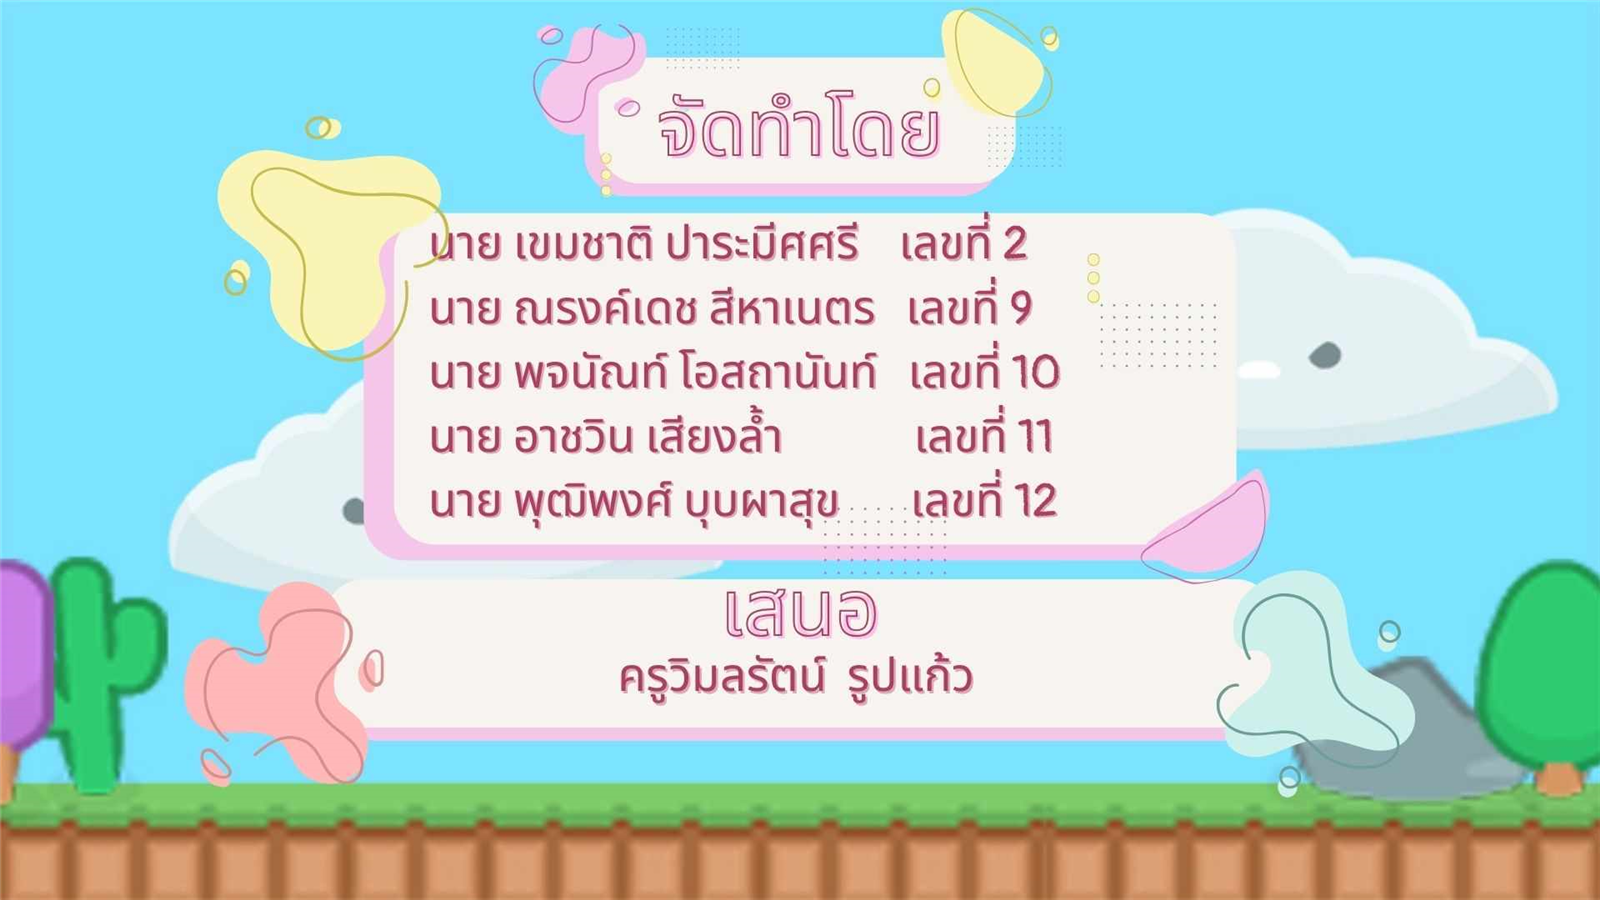 จัดทำโดย
นาย เขมชาติ ปาระมีศศรี เลขที่ 2
นาย ณรงค์เดช สีหาเนตร เลขที่ 9
นาย พจนัณท์ โอสถานันท์ เลขที่ 10
นาย อาชวิน เสียงล้ำ เลขที่ 11
นาย พุฒิพงศ์ บุบผาสุข เลขที่ 12
เสนอ
ครูวิมลรัตน์ รูปแก้ว